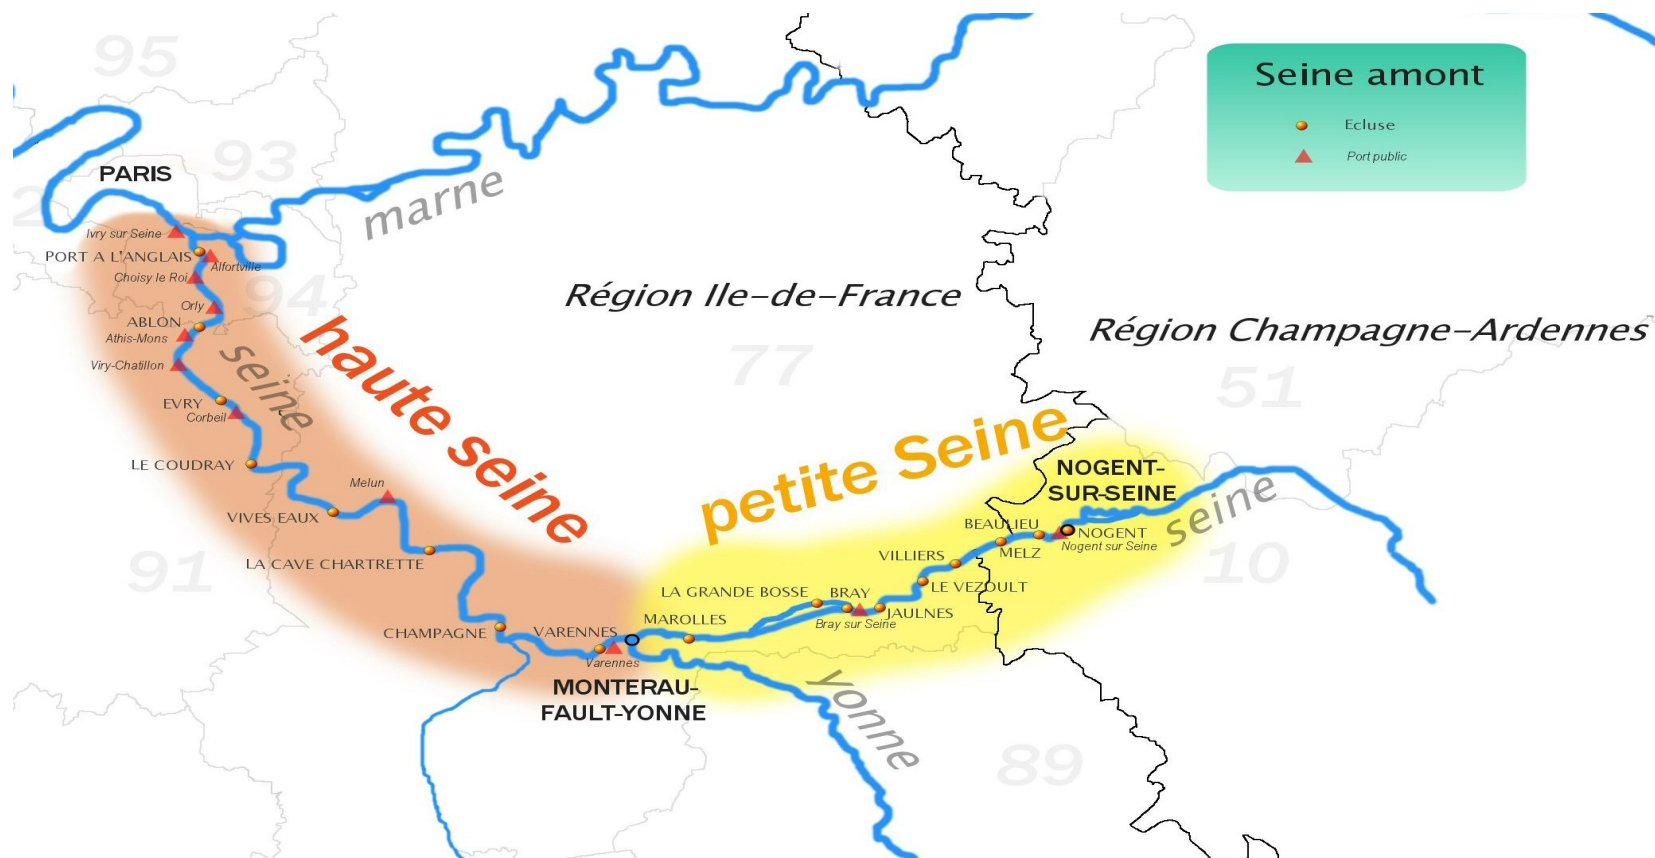 95
Seine amont
Ecluse
Port public
93
PARIS
marne
Ivry sur Seine
PORT A L'ANGLAIS
Alfortville
Choisy le Roi
94
Orly
ABLON
Athis-Mons
Viry-Chatillon
seine
haute seine
EVRY
Corbeil
LE COUDRAY
Melun
VIVES EAUX
LA CAVE CHARTRETTE
91
CHAMPAGNE
VARENNES
Varennes
MONTERAU-
FAULT-YONNE
Région Ile-de-France
Région Champagne-Ardennes
77
51
petite Seine
NOGENT-
SUR-SEINE
seine
BEAULIEU
NOGENT
Nogent sur Seine
MELZ
VILLIERS
LE VEZOULT
10
LA GRANDE BOSSE
BRAY
JAULNES
Bray sur Seine
MAROLLES
yonne
89